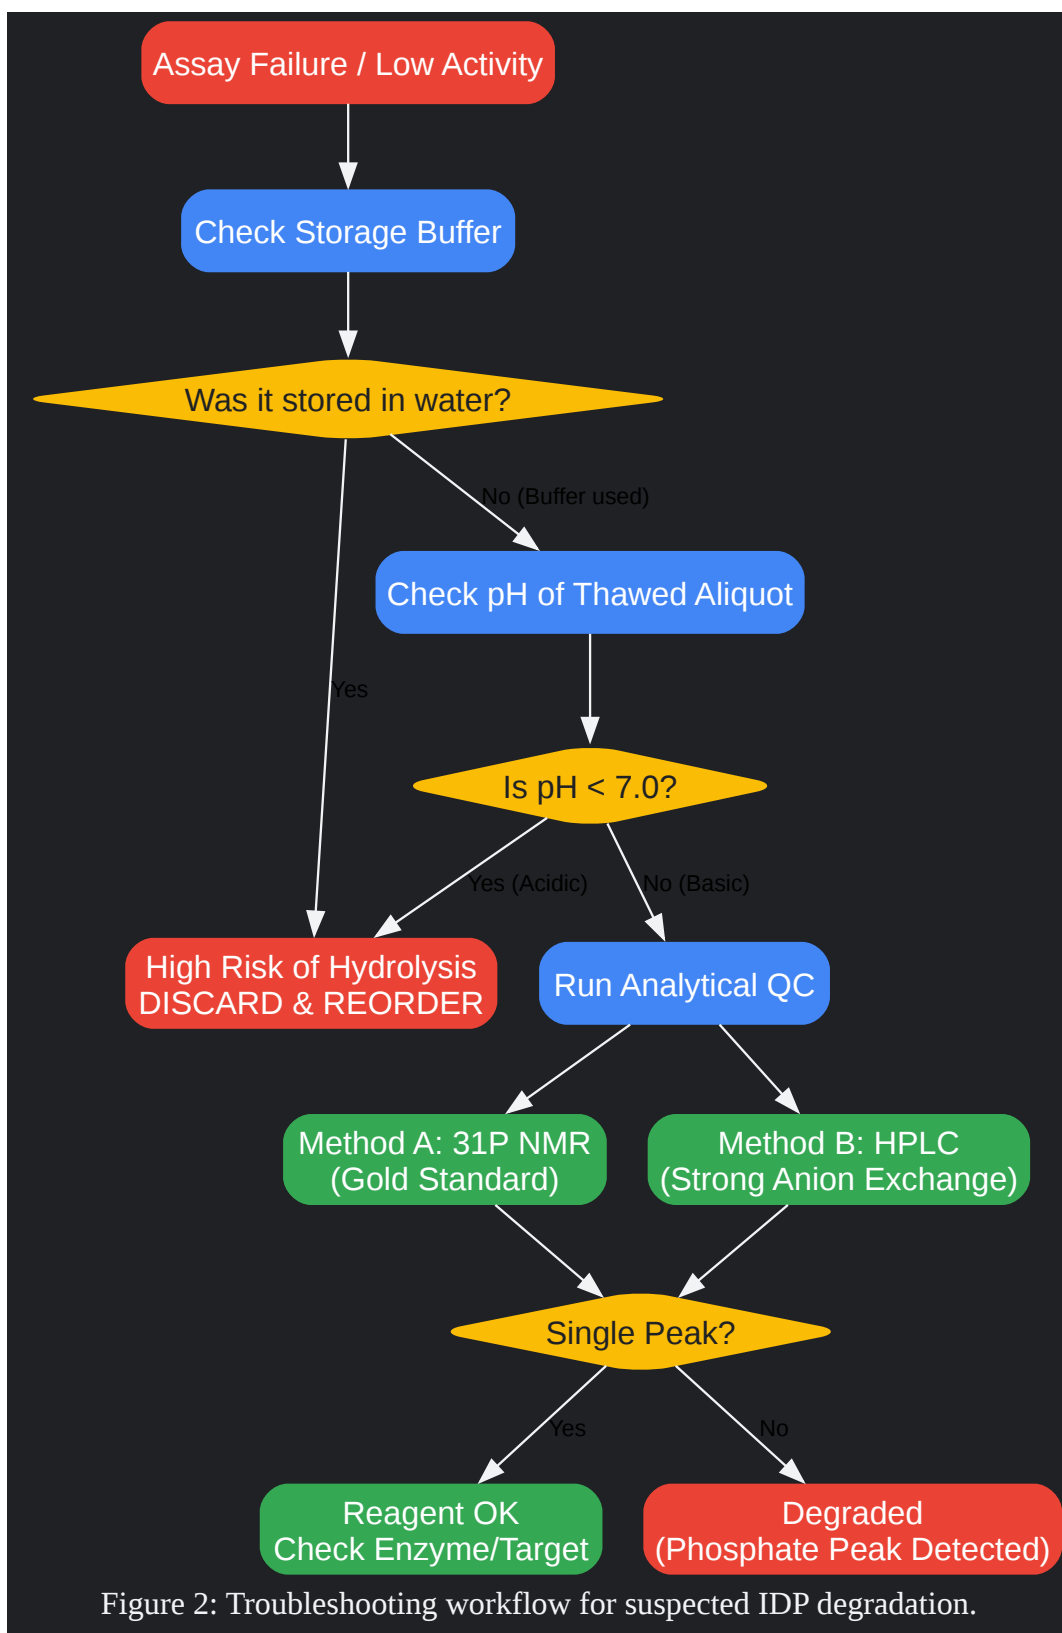 Assay Failure / Low Activity
Check Storage Buffer
Was it stored in water?
No (Buffer used)
Check pH of Thawed Aliquot
Yes
Is pH < 7.0?
Yes (Acidic)
No (Basic)
High Risk of Hydrolysis
DISCARD & REORDER
Run Analytical QC
Method A: 31P NMR
(Gold Standard)
Method B: HPLC
(Strong Anion Exchange)
Single Peak?
Yes
No
Reagent OK
Check Enzyme/Target
Degraded
(Phosphate Peak Detected)
Figure 2: Troubleshooting workflow for suspected IDP degradation.